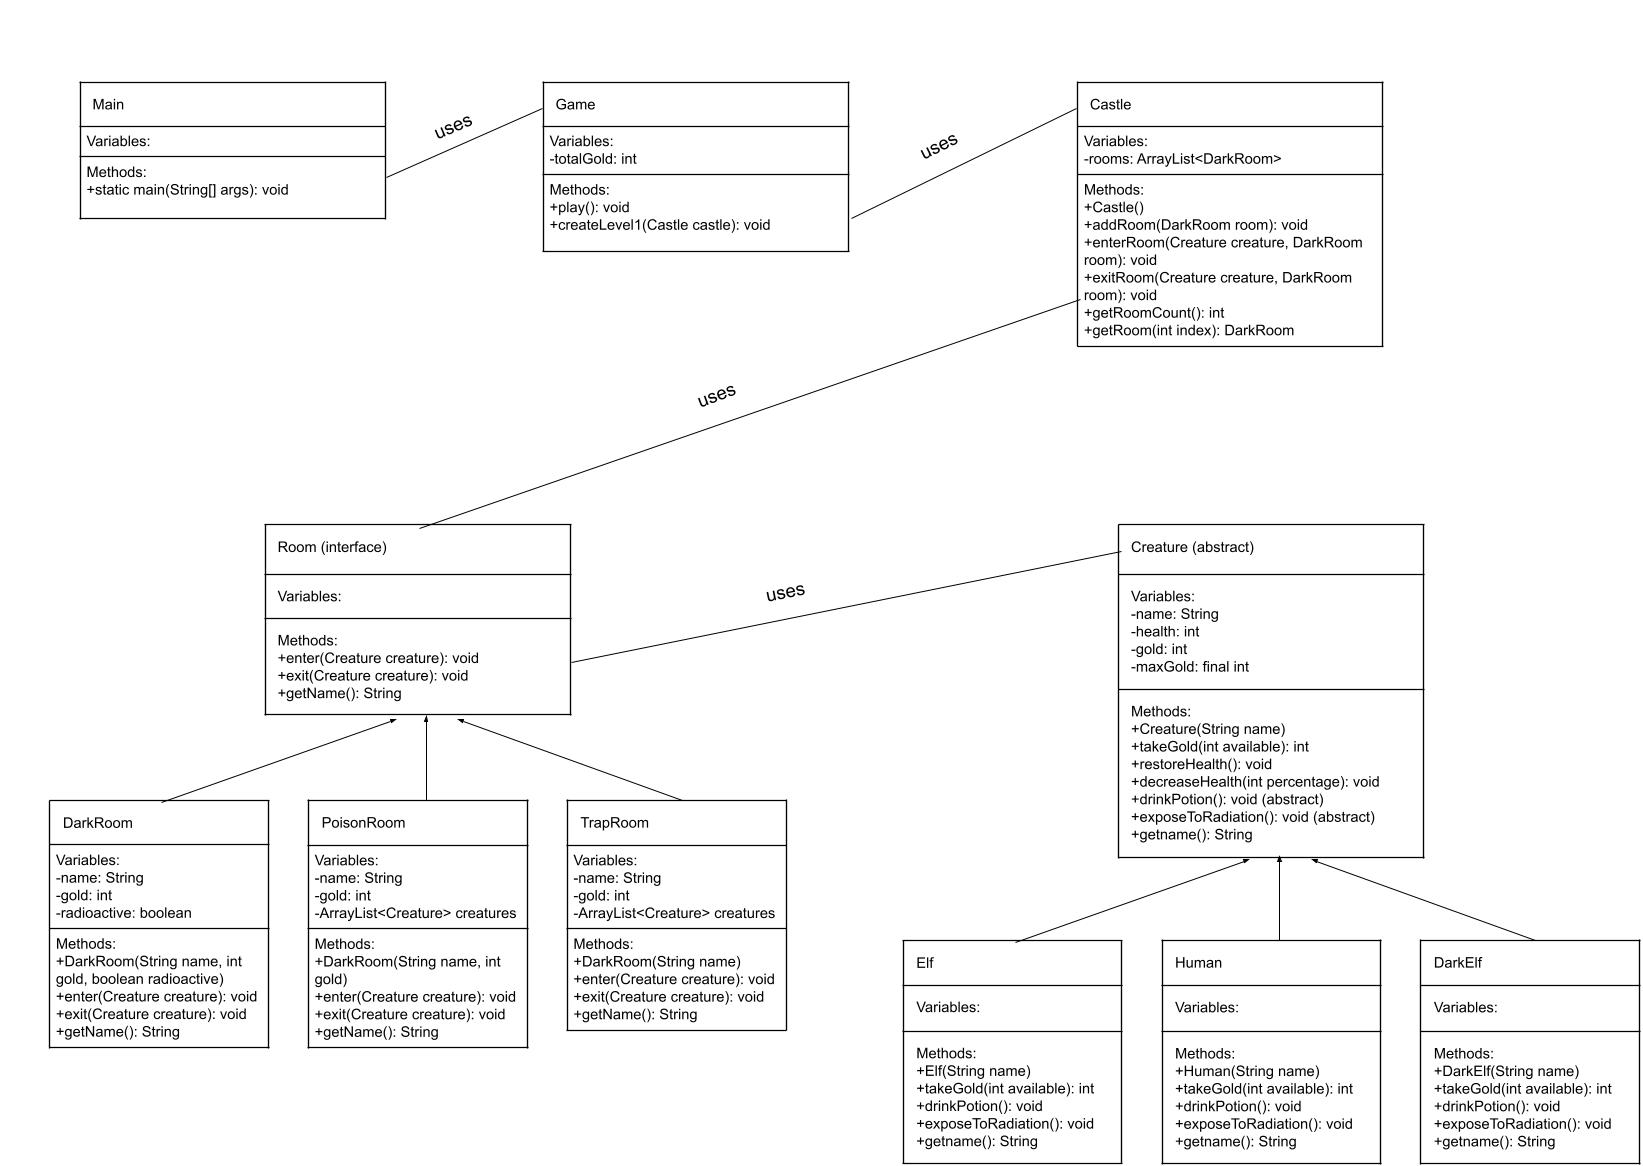 Main
Variables:
Methods:
+static main(String[] args): void
uses
Game
Variables:
-totalGold: int
Methods:
+play(): void
+createLevel1(Castle castle): void
uses
Castle
Variables:
-rooms: ArrayList<DarkRoom>
Methods:
+Castle()
+addRoom(DarkRoom room): void
+enterRoom(Creature creature, DarkRoom
room): void
+exitRoom(Creature creature, DarkRoom
room): void
+getRoomCount(): int
+getRoom(int index): DarkRoom
uses
Room (interface)
Variables:
Methods:
+enter(Creature creature): void
+exit(Creature creature): void
+getName(): String
uses
Creature (abstract)
Variables:
-name: String
-health: int
-gold: int
-maxGold: final int
Methods:
+Creature(String name)
+takeGold(int available): int
+restoreHealth(): void
+decreaseHealth(int percentage): void
+drinkPotion(): void (abstract)
+exposeToRadiation(): void (abstract)
+getname(): String
DarkRoom
Variables:
-name: String
-gold: int
-radioactive: boolean
Methods:
+DarkRoom(String name, int
gold, boolean radioactive)
+enter(Creature creature): void
+exit(Creature creature): void
+getName(): String
PoisonRoom
Variables:
-name: String
-gold: int
-ArrayList<Creature> creatures
Methods:
+DarkRoom(String name, int
gold)
+enter(Creature creature): void
+exit(Creature creature): void
+getName(): String
TrapRoom
Variables:
-name: String
-gold: int
-ArrayList<Creature> creatures
Methods:
+DarkRoom(String name)
+enter(Creature creature): void
+exit(Creature creature): void
+getName(): String
Elf
Variables:
Methods:
+Elf(String name)
+takeGold(int available): int
+drinkPotion(): void
+exposeToRadiation(): void
+getname(): String
Human
Variables:
Methods:
+Human(String name)
+takeGold(int available): int
+drinkPotion(): void
+exposeToRadiation(): void
+getname(): String
DarkElf
Variables:
Methods:
+DarkElf(String name)
+takeGold(int available): int
+drinkPotion(): void
+exposeToRadiation(): void
+getname(): String